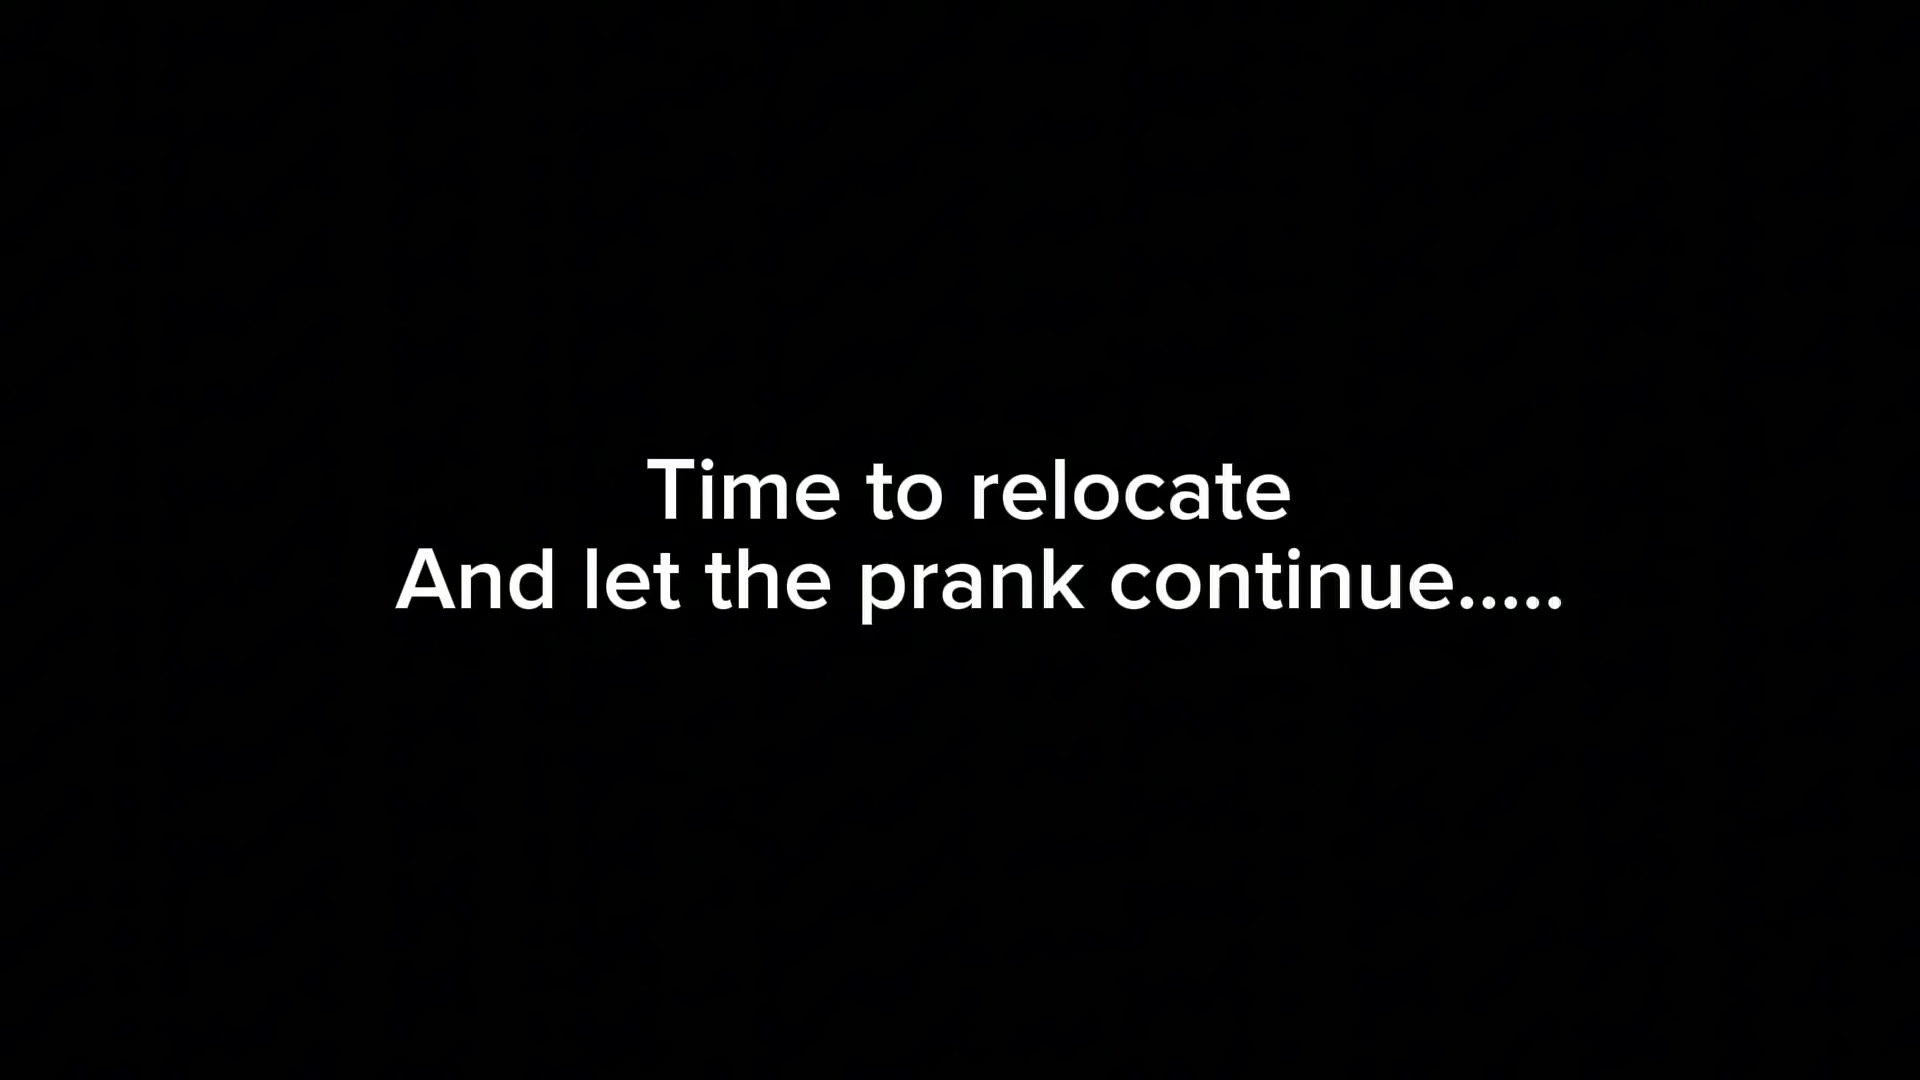 Time to relocate
And let the prank continue.....